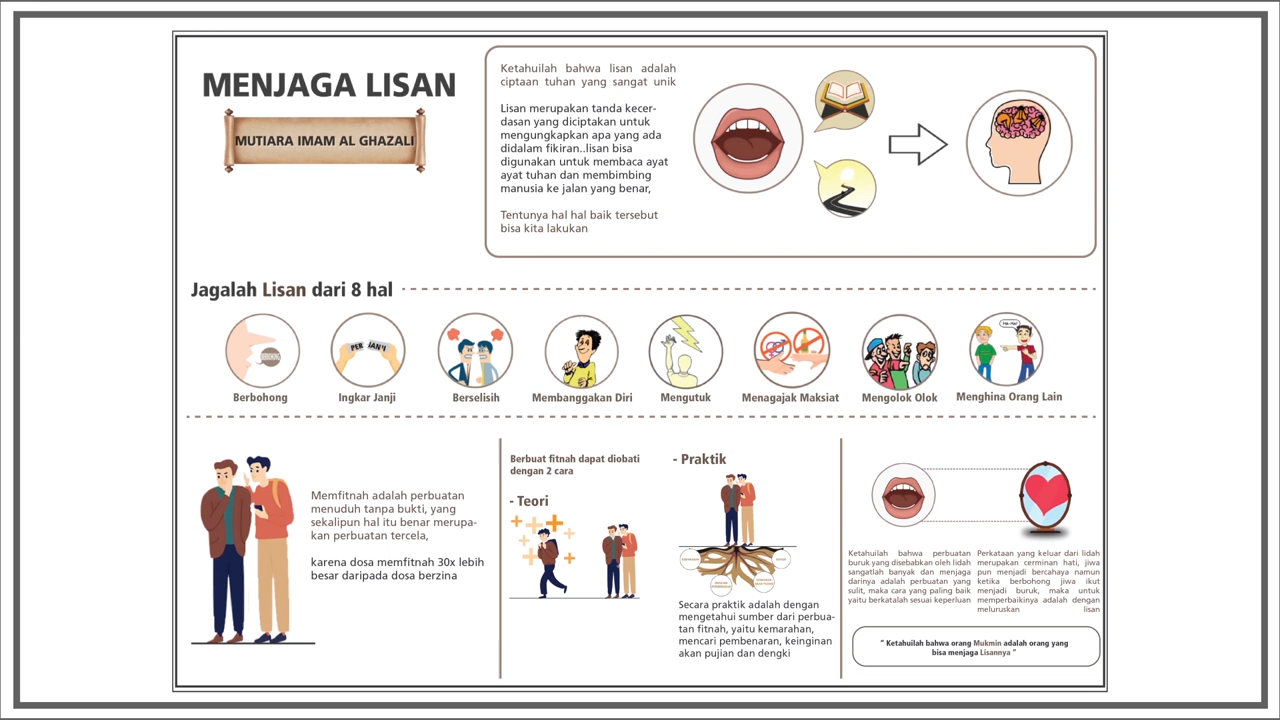 MENJAGA LISAN
MUTIARA IMAM AL GHAZALI
Ketahuilah bahwa lisan adalah
ciptaan tuhan yang sangat unik
Lisan merupakan tanda kecer-
dasan yang diciptakan untuk
mengungkapkan apa yang ada
didalam fikiran..lisan bisa
digunakan untuk membaca ayat
ayat tuhan dan membimbing
manusia ke jalan yang benar,
Tentunya hal hal baik tersebut
bisa kita lakukan
Jagalah Lisan dari 8 hal
PER JANJI
HA-HA!
Berbohong
Ingkar Janji
Berselisih
Membanggakan Diri
Mengutuk
Menagajak Maksiat
Mengolok Olok
Menghina Orang Lain
Memfitnah adalah perbuatan
menuduh tanpa bukti, yang
sekalipun hal itu benar merupa-
kan perbuatan tercela,
karena dosa memfitnah 30x lebih
besar daripada dosa berzina
Berbuat fitnah dapat diobati
dengan 2 cara
- Teori
- Praktik
Secara praktik adalah dengan
mengetahui sumber dari perbua-
tan fitnah, yaitu kemarahan,
mencari pembenaran, keinginan
akan pujian dan dengki
Ketahuilah bahwa perbuatan
buruk yang disebabkan oleh lidah
sangatlah banyak dan menjaga
darinya adalah perbuatan yang
sulit, maka cara yang paling baik
yaitu berkatalah sesuai keperluan
Perkataan yang keluar dari lidah
merupakan cerminan hati, jiwa
pun menjadi bercahaya namun
ketika berbohong jiwa ikut
menjadi buruk, maka untuk
memperbaikinya adalah dengan
meluruskan lisan
" Ketahuilah bahwa orang Mukmin adalah orang yang
bisa menjaga Lisannya "